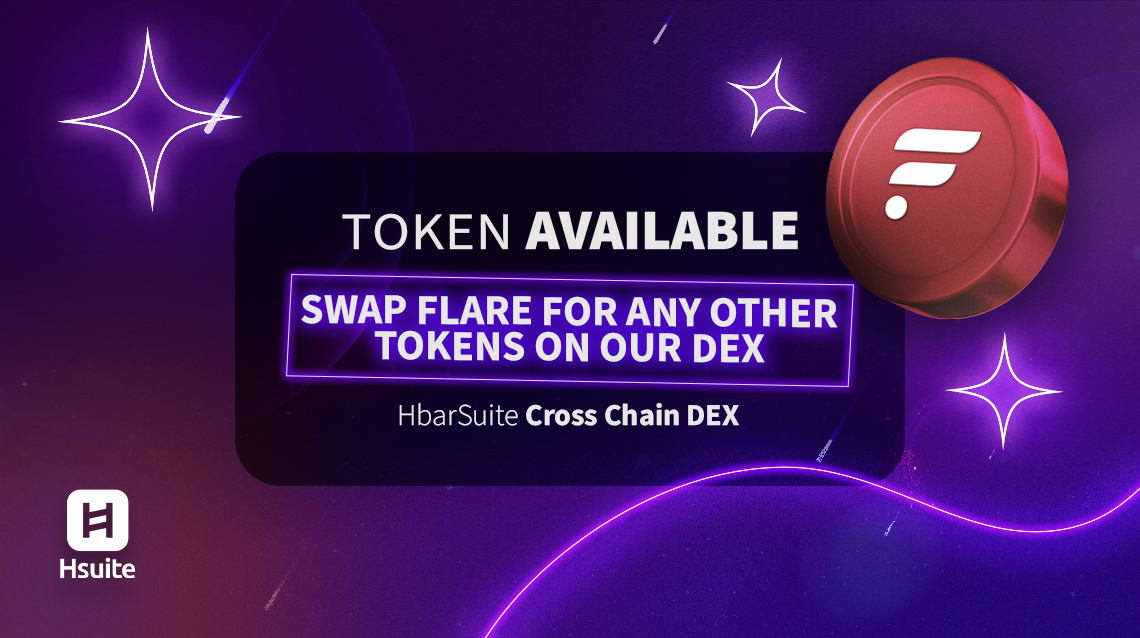 TOKEN AVAILABLE
SWAP FLARE FOR ANY OTHER
TOKENS ON OUR DEX
HbarSuite Cross Chain DEX
Hsuite